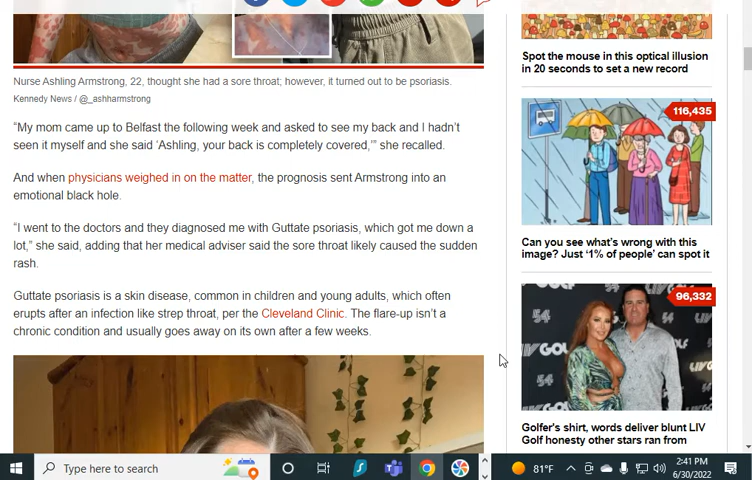 Nurse Ashling Armstrong, 22, thought she had a sore throat; however, it turned out to be psoriasis.
Kennedy News / @_ashharmstrong
“My mom came up to Belfast the following week and asked to see my back and I hadn’t
seen it myself and she said ‘Ashling, your back is completely covered,’” she recalled.
And when physicians weighed in on the matter, the prognosis sent Armstrong into an
emotional black hole.
“I went to the doctors and they diagnosed me with Guttate psoriasis, which got me down a
lot,” she said, adding that her medical adviser said the sore throat likely caused the sudden
rash.
Guttate psoriasis is a skin disease, common in children and young adults, which often
erupts after an infection like strep throat, per the Cleveland Clinic. The flare-up isn’t a
chronic condition and usually goes away on its own after a few weeks.
Spot the mouse in this optical illusion
in 20 seconds to set a new record
116,435
Can you see what’s wrong with this
image? Just ‘1% of people’ can spot it
96,332
54
LIV GOLF
54
Golfer's shirt, words deliver blunt LIV
Golf honesty other stars ran from
Type here to search
81°F
2:41 PM
6/30/2022